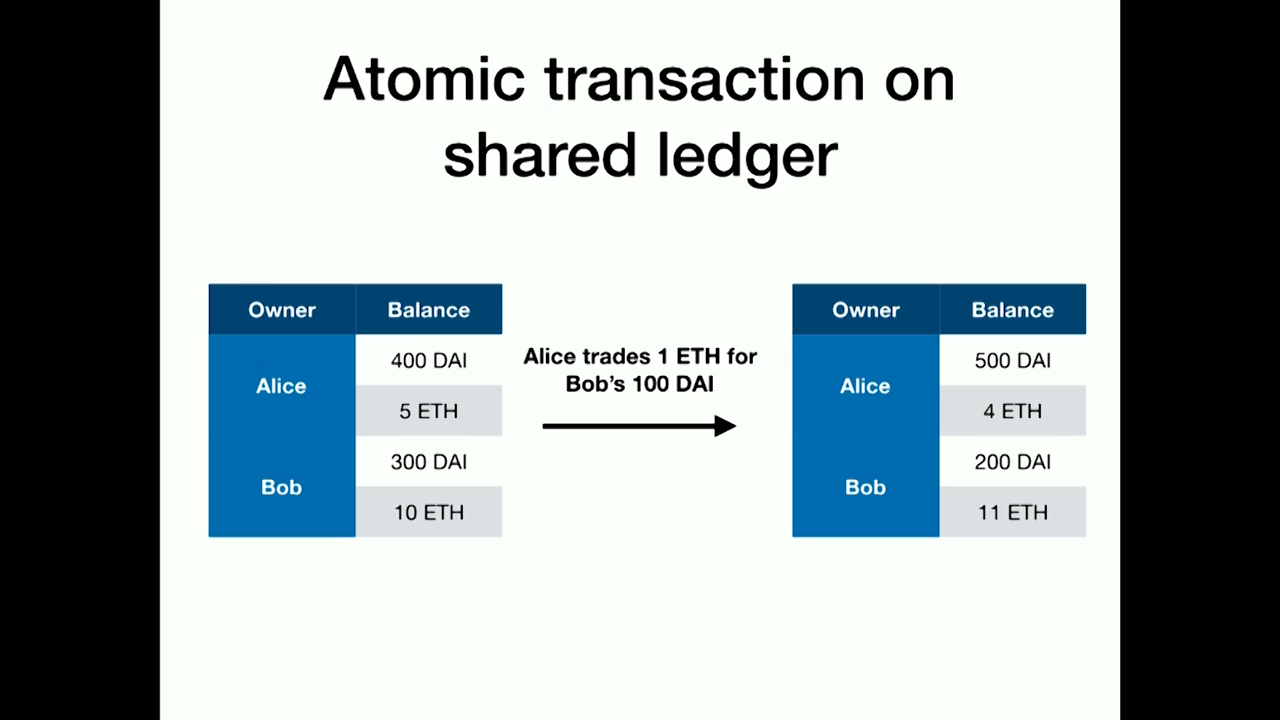 Atomic transaction on
shared ledger
Owner Balance
Alice
400 DAI
5 ETH
Bob
300 DAI
10 ETH
Alice trades 1 ETH for
Bob’s 100 DAI
Owner Balance
Alice
500 DAI
4 ETH
Bob
200 DAI
11 ETH